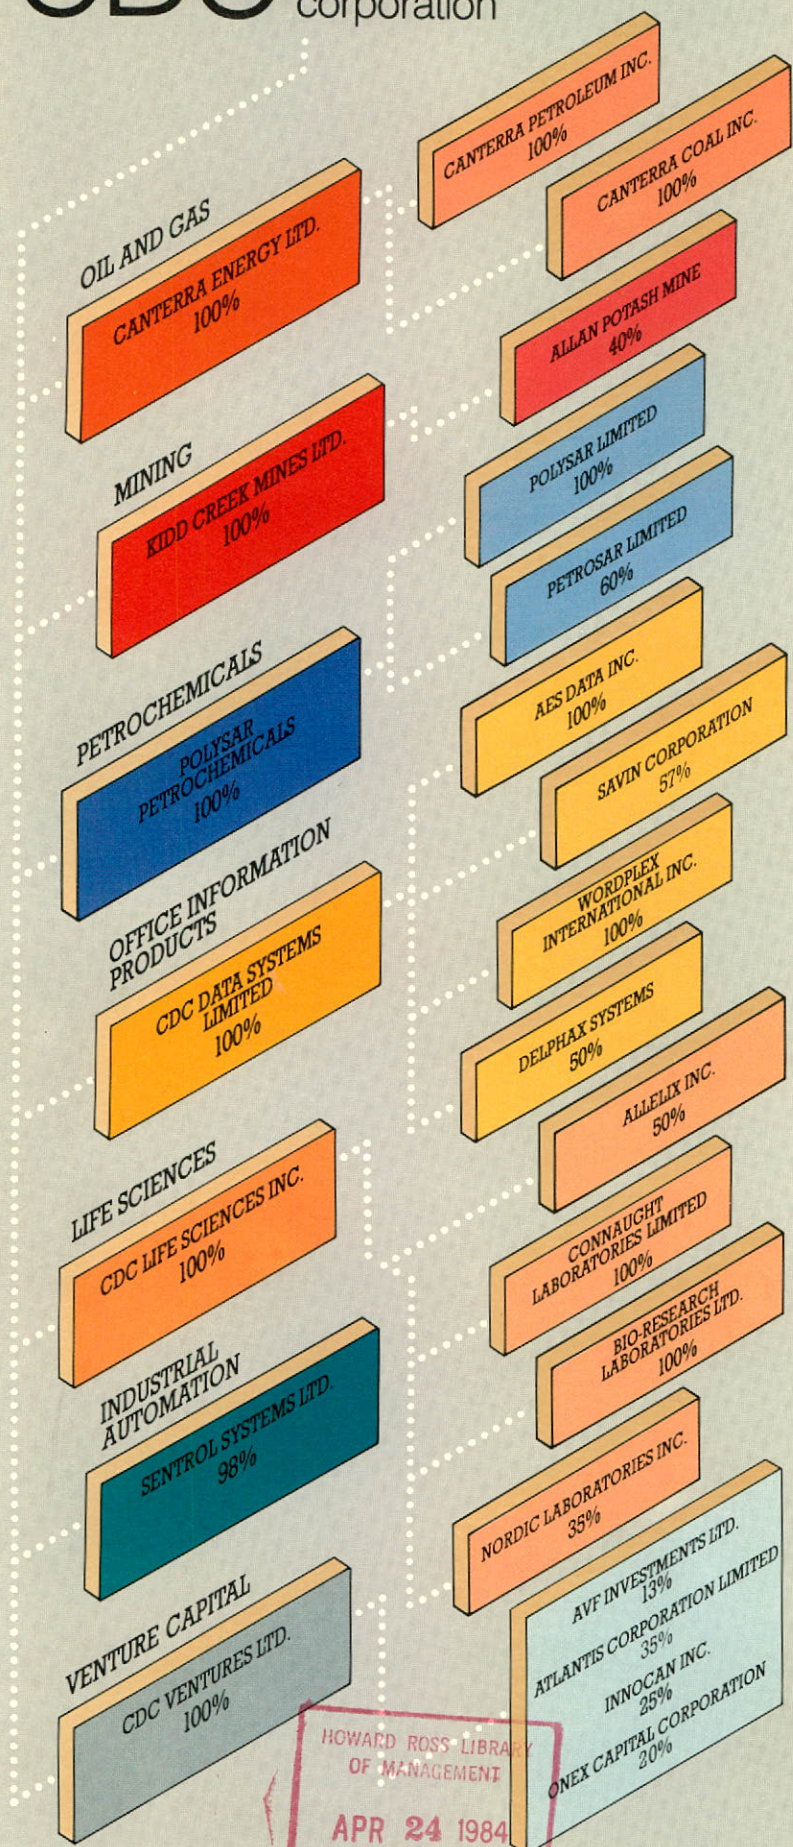 CDC corporation
CANTERRA PETROLEUM INC.
100%
CANTERRA COAL INC.
100%
OIL AND GAS
CANTERRA ENERGY LTD.
100%
ALLAN POTASH MINE
40%
MINING
KIDD CREEK MINES LTD.
100%
POLYSAR LIMITED
100%
PETROSAR LIMITED
60%
PETROCHEMICALS
POLYSAR
PETROCHEMICALS
100%
AES DATA INC.
100%
SAVIN CORPORATION
57%
WORDPLEX
INTERNATIONAL INC.
100%
DELPHAX SYSTEMS
50%
OFFICE INFORMATION
PRODUCTS
CDC DATA SYSTEMS
LIMITED
100%
ALLELIX INC.
50%
CONNAUGHT
LABORATORIES LIMITED
100%
BIO-RESEARCH
LABORATORIES LTD.
100%
NORDIC LABORATORIES INC.
35%
LIFE SCIENCES
CDC LIFE SCIENCES INC.
100%
INDUSTRIAL
AUTOMATION
SENTROL SYSTEMS LTD.
98%
VENTURE CAPITAL
CDC VENTURES LTD.
100%
AVF INVESTMENTS LTD.
13%
ATLANTIS CORPORATION LIMITED
35%
INNOCAN INC.
25%
ONEX CAPITAL CORPORATION
20%
HOWARD ROSS LIBRARY
OF MANAGEMENT
APR 24 1984